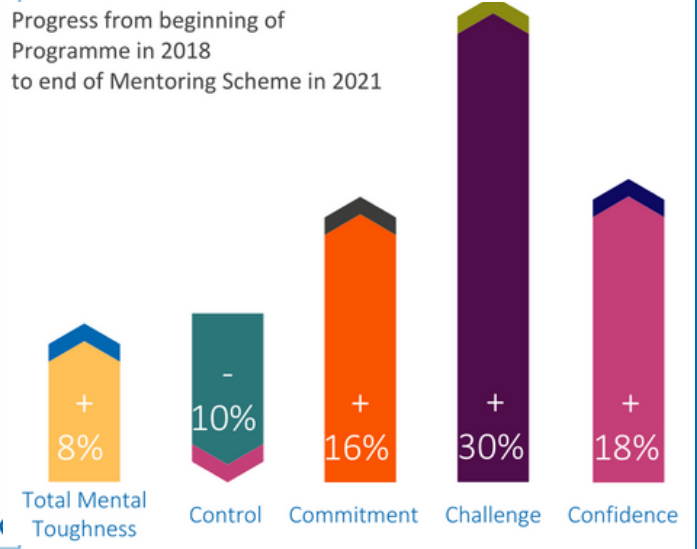 Progress from beginning of
Programme in 2018
to end of Mentoring Scheme in 2021
+
8%
-
10%
+
16%
+
30%
+
18%
Total Mental
Toughness
Control
Commitment
Challenge
Confidence